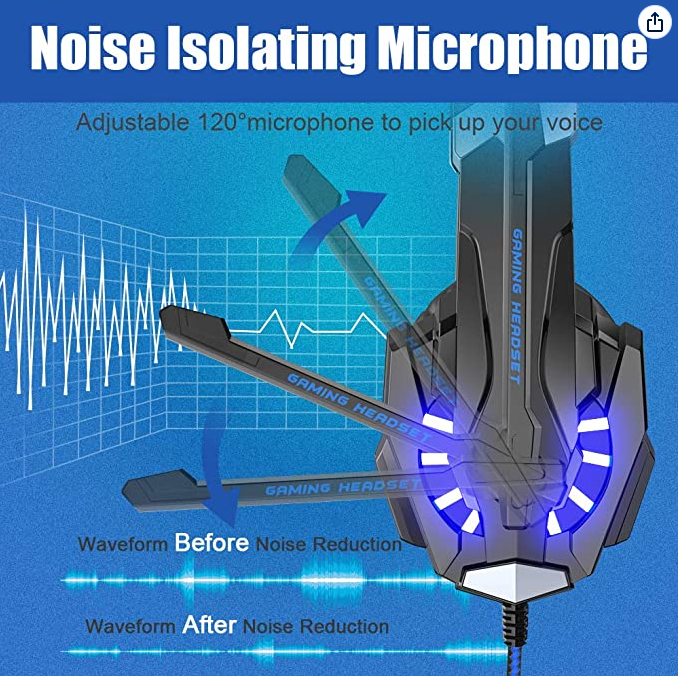 Noise Isolating Microphone
Adjustable 120°microphone to pick up your voice
GAMING HEADSET
GAMING HEADSET
GAMING HEADSET
GAMING HEADSET
Waveform Before Noise Reduction
Waveform After Noise Reduction